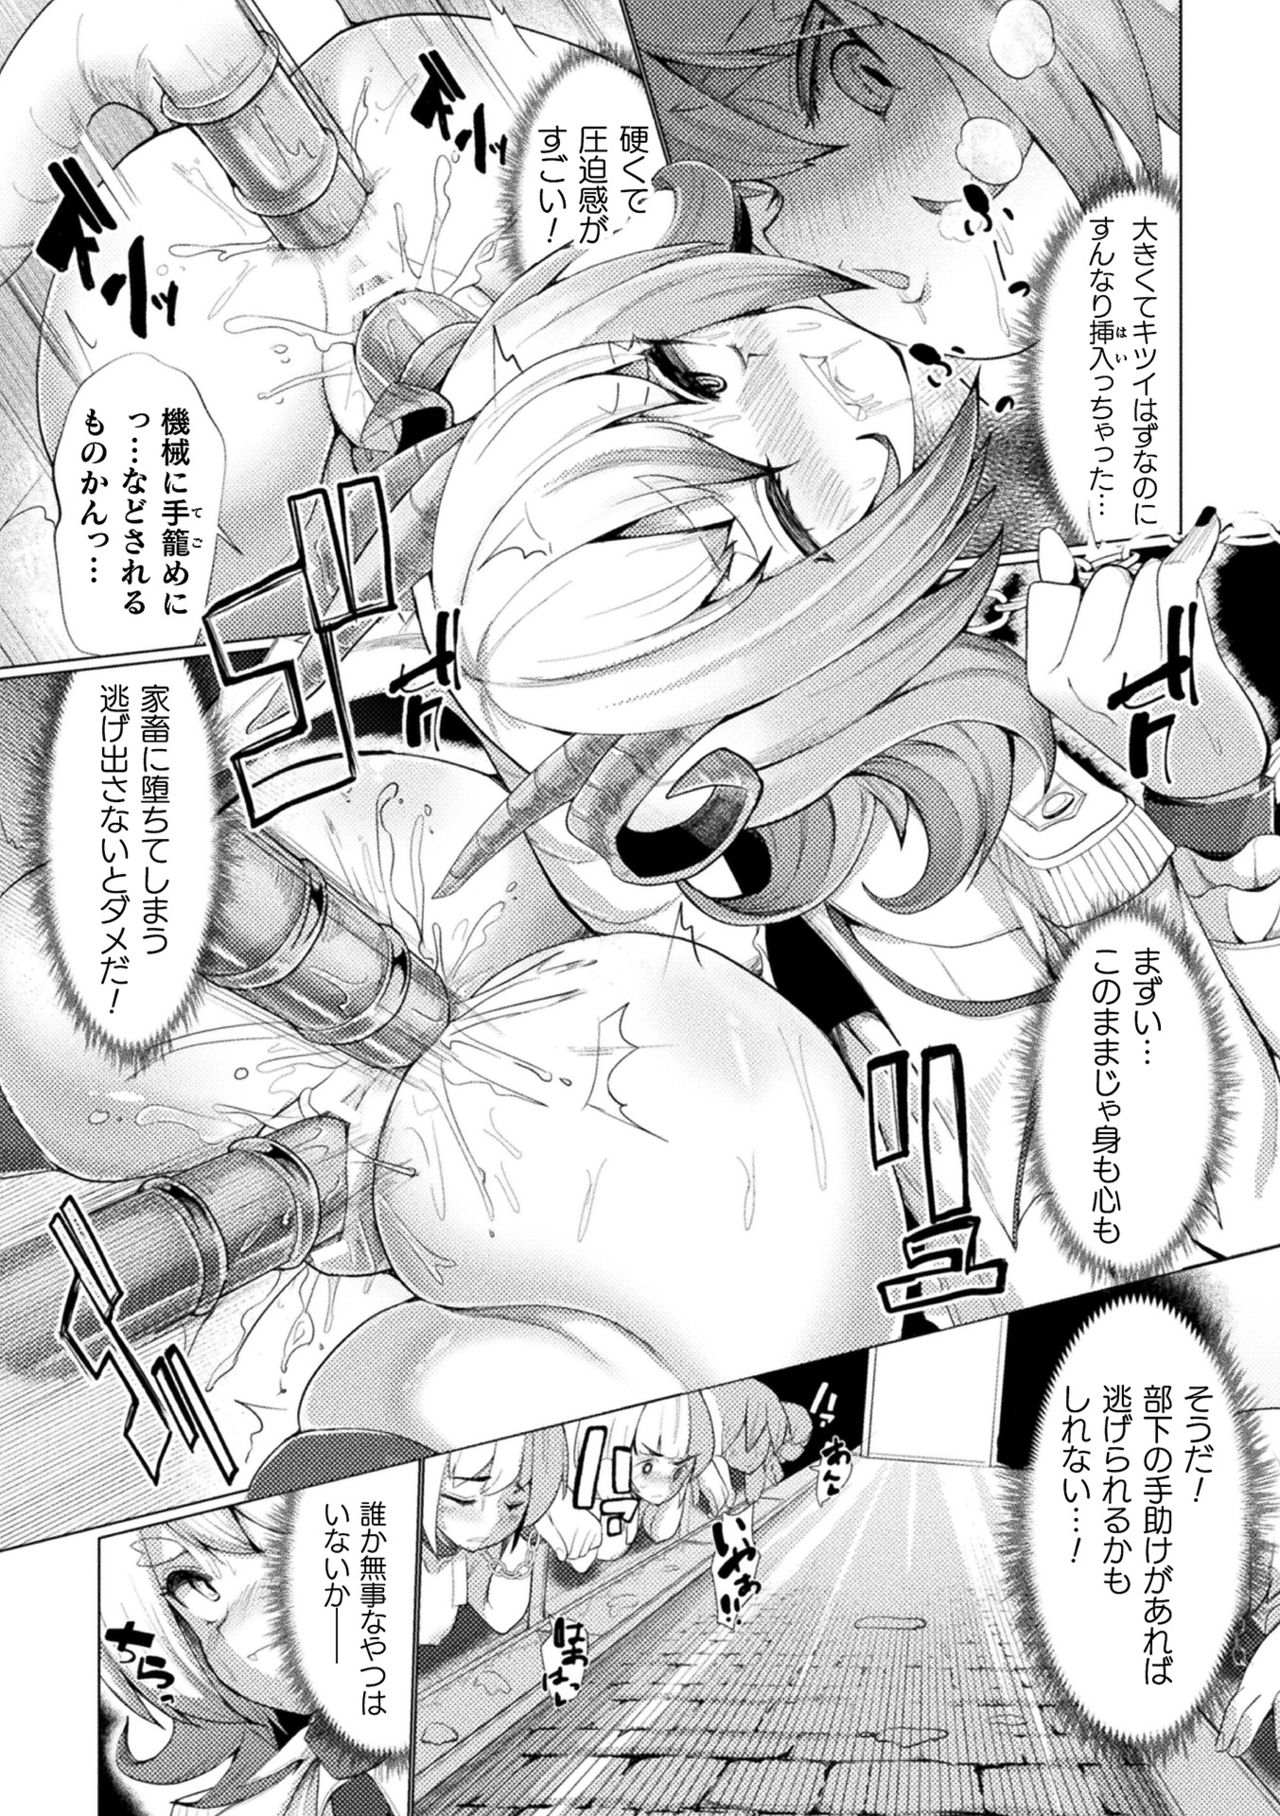 大きくてキツイはずなのに
すんなり挿入っちゃった…
はい
硬くて
圧迫感が
すごい！
機械に手籠めに
てご
っ…などされる
ものかんっ…
まずい…
このままじゃ身も心も
家畜に堕ちてしまう
逃げ出さないとダメだ！
そうだ！
部下の手助けがあれば
逃げられるかも
しれない…！
あん
いやぁ!!
はぁはぁっ
誰か無事なやつは
いないか――
ちらっ